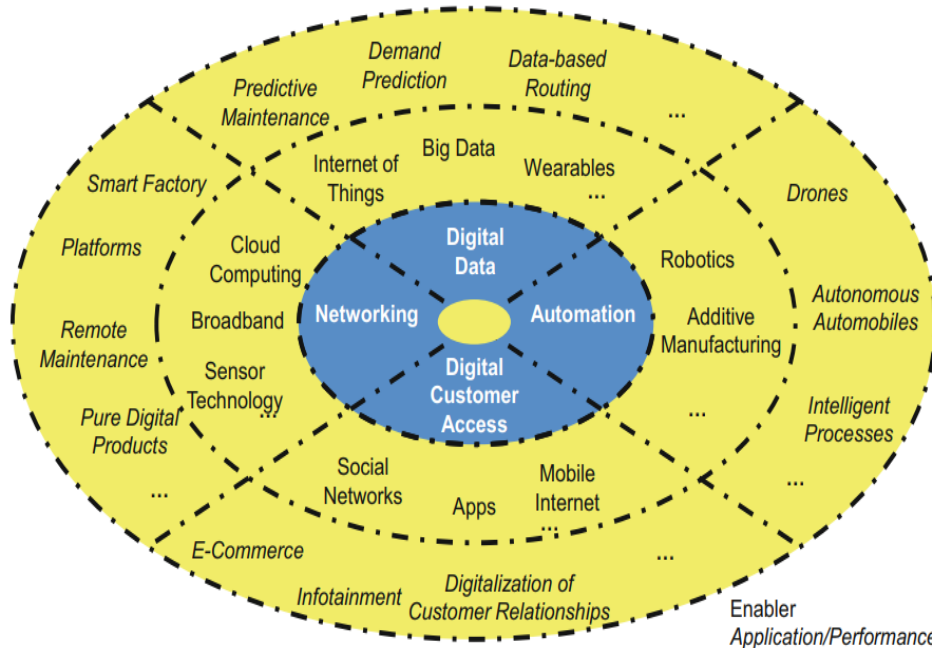 Demand
Prediction
Data-based
Routing
Predictive
Maintenance
...
Big Data
Internet of
Things
Wearables
...
Smart Factory
Drones
Digital
Data
Platforms
Cloud
Computing
Robotics
Networking
Automation
Broadband
Additive
Manufacturing
Autonomous
Automobiles
Remote
Maintenance
Sensor
Technology
...
Digital
Customer
Access
...
Pure Digital
Products
Intelligent
Processes
...
Social
Networks
Apps
Mobile
Internet
...
...
E-Commerce
...
Infotainment
Digitalization of
Customer Relationships
Enabler
Application/Performance